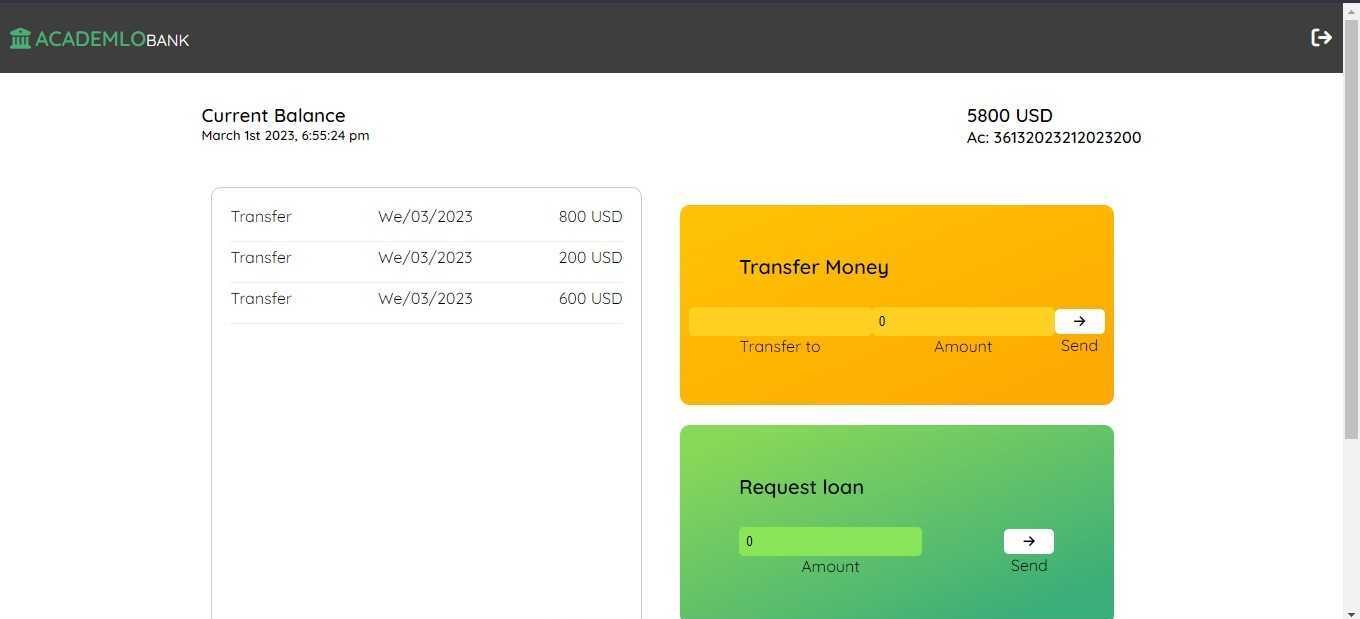 ACADEMLOBANK
Current Balance
March 1st 2023, 6:55:24 pm
5800 USD
Ac: 36132023212023200
Transfer We/03/2023 800 USD
Transfer We/03/2023 200 USD
Transfer We/03/2023 600 USD
Transfer Money
0
Transfer to Amount Send
Request loan
0
Amount Send